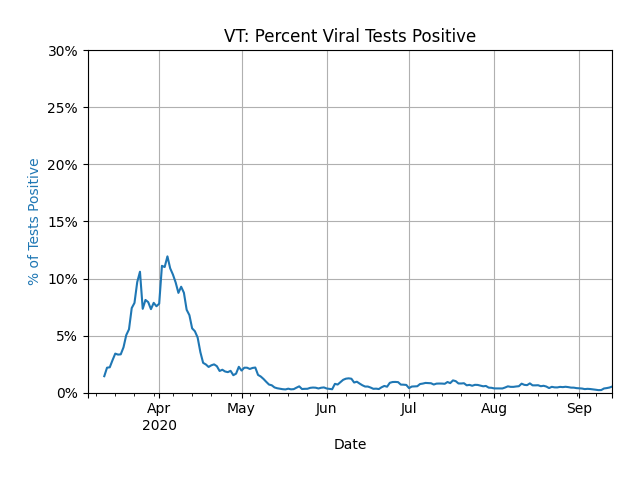 VT: Percent Viral Tests Positive
30%
25%
20%
15%
10%
5%
0%
% of Tests Positive
Apr May Jun Jul Aug Sep
2020
Date